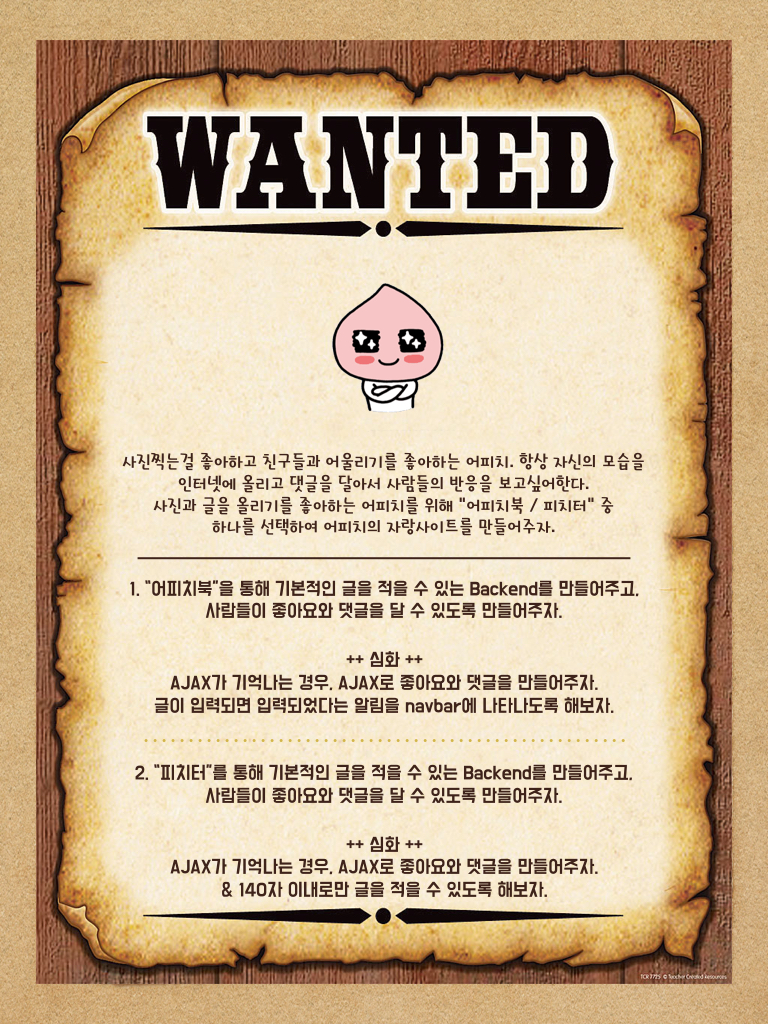 WANTED
사진찍는걸 좋아하고 친구들과 어울리기를 좋아하는 어피치. 항상 자신의 모습을
인터넷에 올리고 댓글을 달아서 사람들의 반응을 보고싶어한다.
사진과 글을 올리기를 좋아하는 어피치를 위해 "어피치북 / 피치터" 중
하나를 선택하여 어피치의 자랑사이트를 만들어주자.
1. “어피치북”을 통해 기본적인 글을 적을 수 있는 Backend를 만들어주고,
사람들이 좋아요와 댓글을 달 수 있도록 만들어주자.
++ 심화 ++
AJAX가 기억나는 경우, AJAX로 좋아요와 댓글을 만들어주자.
글이 입력되면 입력되었다는 알림을 navbar에 나타나도록 해보자.
2. “피치터”를 통해 기본적인 글을 적을 수 있는 Backend를 만들어주고,
사람들이 좋아요와 댓글을 달 수 있도록 만들어주자.
++ 심화 ++
AJAX가 기억나는 경우, AJAX로 좋아요와 댓글을 만들어주자.
& 140자 이내로만 글을 적을 수 있도록 해보자.
TCR 7725 © Teacher Created Resources